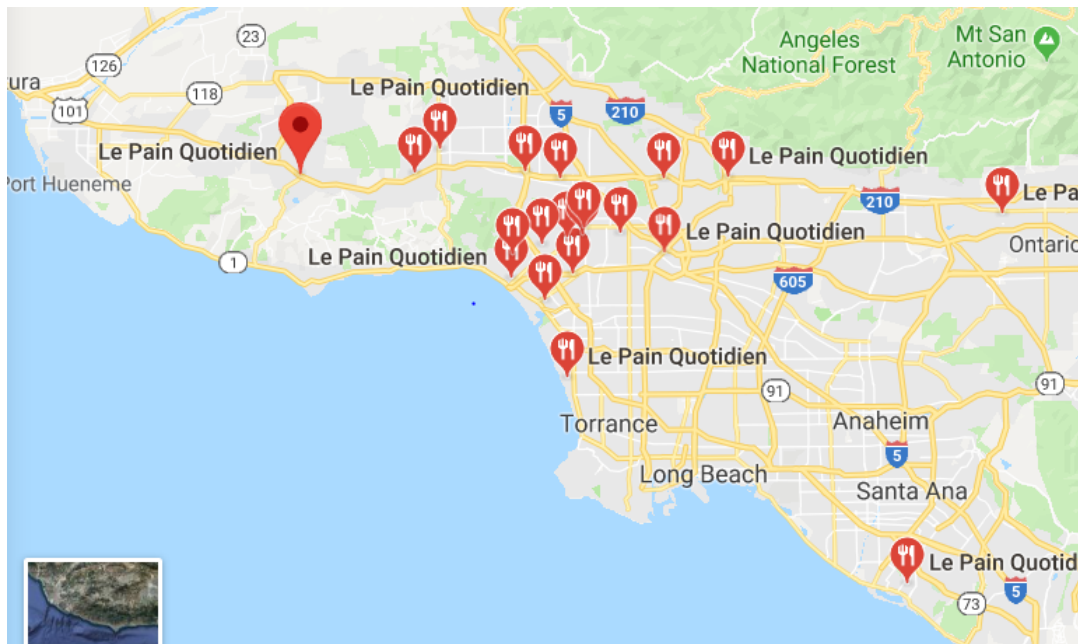 23
Angeles
National Forest
Mt San
Antonio
126
ura
118
101
Le Pain Quotidien
5
210
Le Pain Quotidien
Le Pain Quotidien
Port Hueneme
210
Le Pa
Le Pain Quotidien
Ontario
1
Le Pain Quotidien
605
Le Pain Quotidien
91
91
Torrance
Anaheim
5
Long Beach
Santa Ana
Le Pain Quotid
5
73